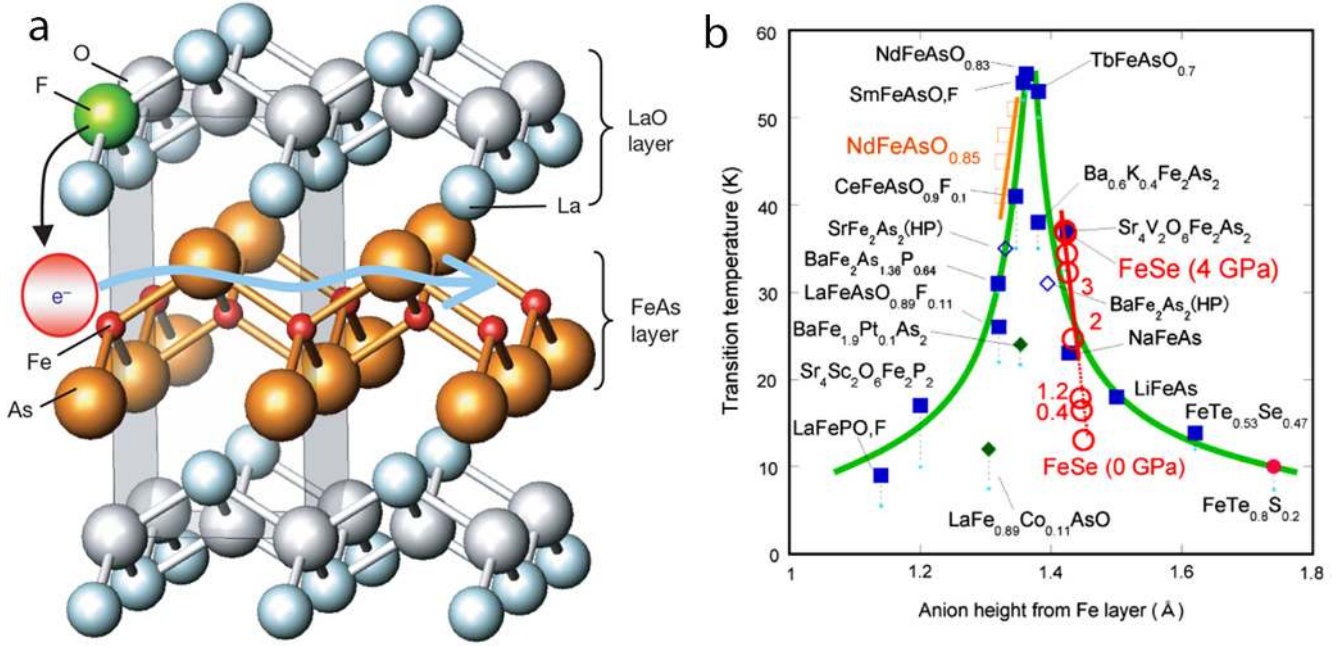 a
O
F
LaO
layer
La
e⁻
FeAs
layer
Fe
As
b
60
50
40
30
20
10
0
Transition temperature (K)
1
1.2
1.4
1.6
1.8
Anion height from Fe layer (Å)
NdFeAsO₀.₈₃
TbFeAsO₀.₇
SmFeAsO,F
NdFeAsO₀.₈₅
CeFeAsO₀.₉F₀.₁
Ba₀.₆K₀.₄Fe₂As₂
SrFe₂As₂(HP)
Sr₄V₂O₆Fe₂As₂
BaFe₂As₁.₃₆P₀.₆₄
FeSe (4 GPa)
3
LaFeAsO₀.₈₉F₀.₁₁
BaFe₂As₂(HP)
2
BaFe₁.₉Pt₀.₁As₂
NaFeAs
Sr₄Sc₂O₆Fe₂P₂
1.2
LiFeAs
0.4
FeTe₀.₅₃Se₀.₄₇
LaFePO,F
FeSe (0 GPa)
FeTe₀.₈S₀.₂
LaFe₀.₈₉Co₀.₁₁AsO